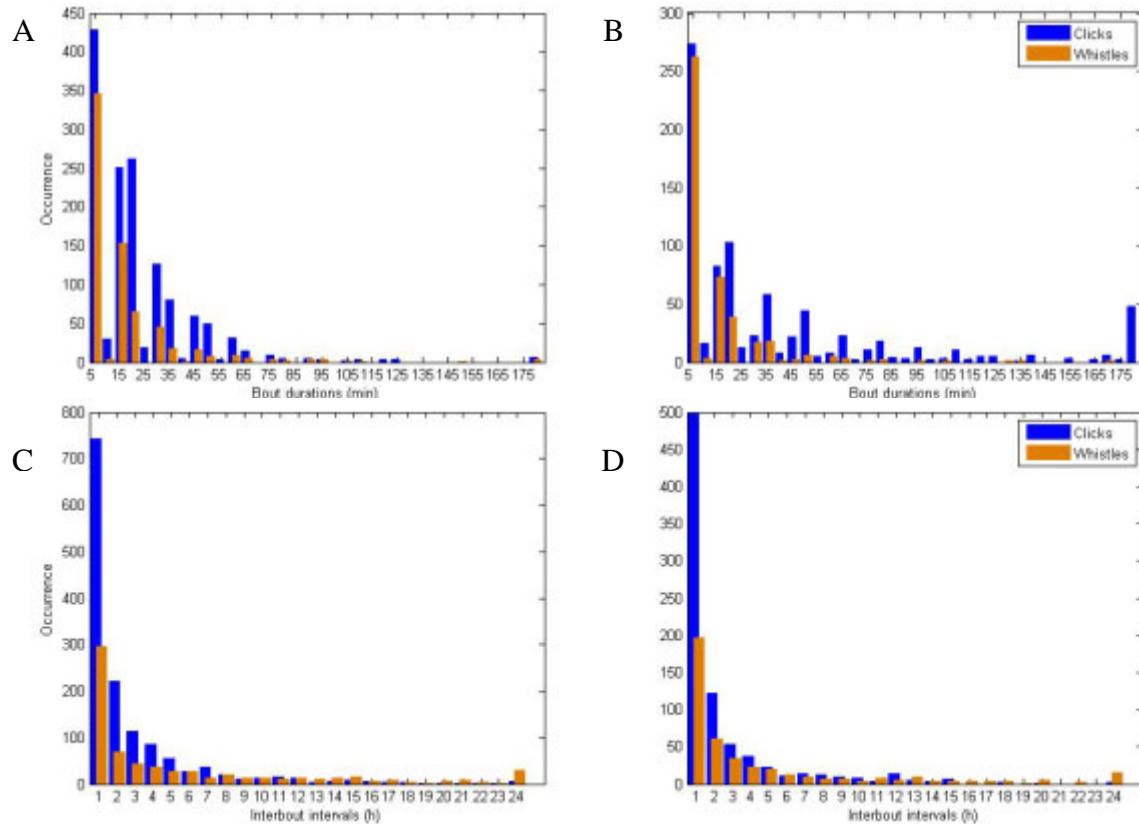 A
450
400
350
300
250
200
150
100
50
0
Occurrence
5 15 25 35 45 55 65 75 85 95 105 115 125 135 145 155 165 175
Bout durations (min)
B
300
250
200
150
100
50
0
Clicks
Whistles
5 15 25 35 45 55 65 75 85 95 105 115 125 135 145 155 165 175
Bout durations (min)
C
800
700
600
500
400
300
200
100
0
Occurrence
1 2 3 4 5 6 7 8 9 10 11 12 13 14 15 16 17 18 19 20 21 22 23 24
Interbout intervals (h)
D
500
450
400
350
300
250
200
150
100
50
0
Clicks
Whistles
1 2 3 4 5 6 7 8 9 10 11 12 13 14 15 16 17 18 19 20 21 22 23 24
Interbout intervals (h)